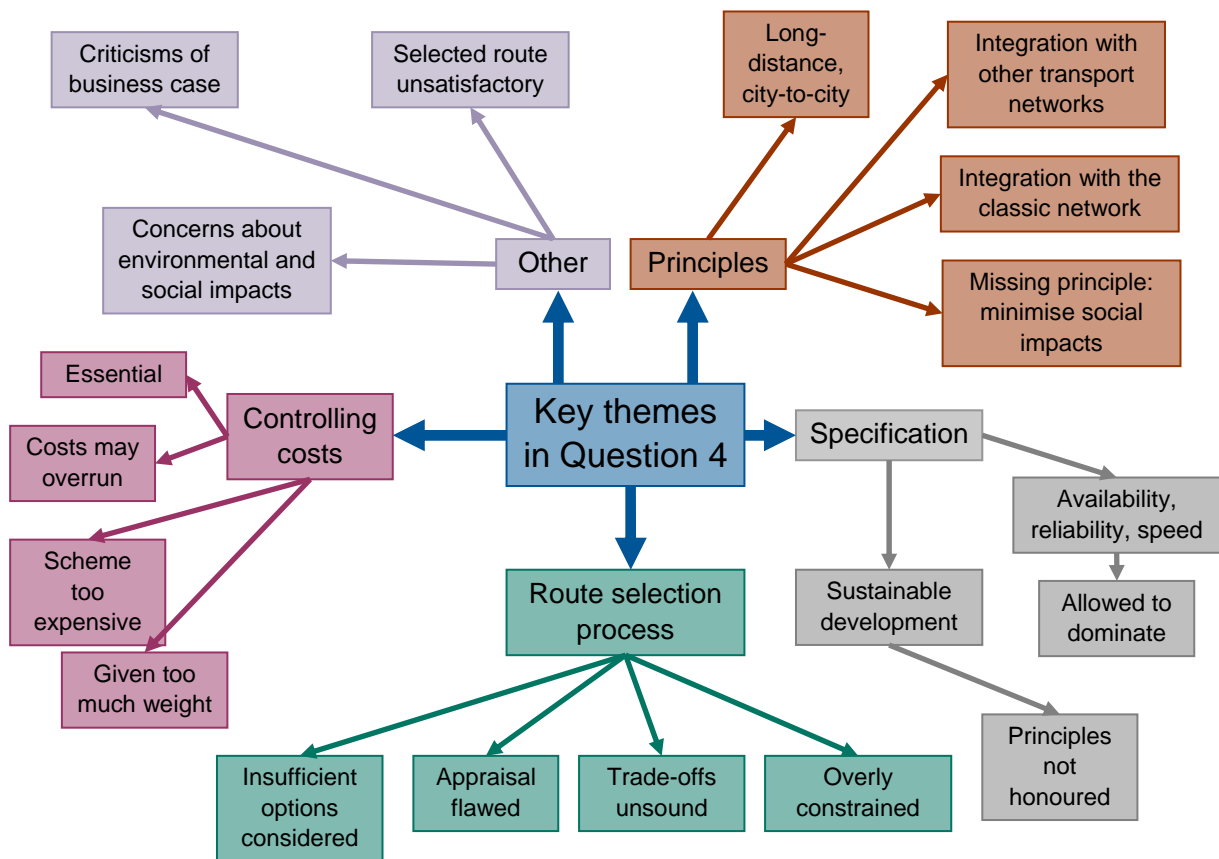 Criticisms of
business case
Selected route
unsatisfactory
Long-
distance,
city-to-city
Integration with
other transport
networks
Integration with the
classic network
Concerns about
environmental and
social impacts
Other
Principles
Missing principle:
minimise social
impacts
Essential
Controlling
costs
Costs may
overrun
Key themes
in Question 4
Specification
Availability,
reliability, speed
Scheme
too
expensive
Given too
much weight
Route selection
process
Sustainable
development
Allowed to
dominate
Insufficient
options
considered
Appraisal
flawed
Trade-offs
unsound
Overly
constrained
Principles
not
honoured